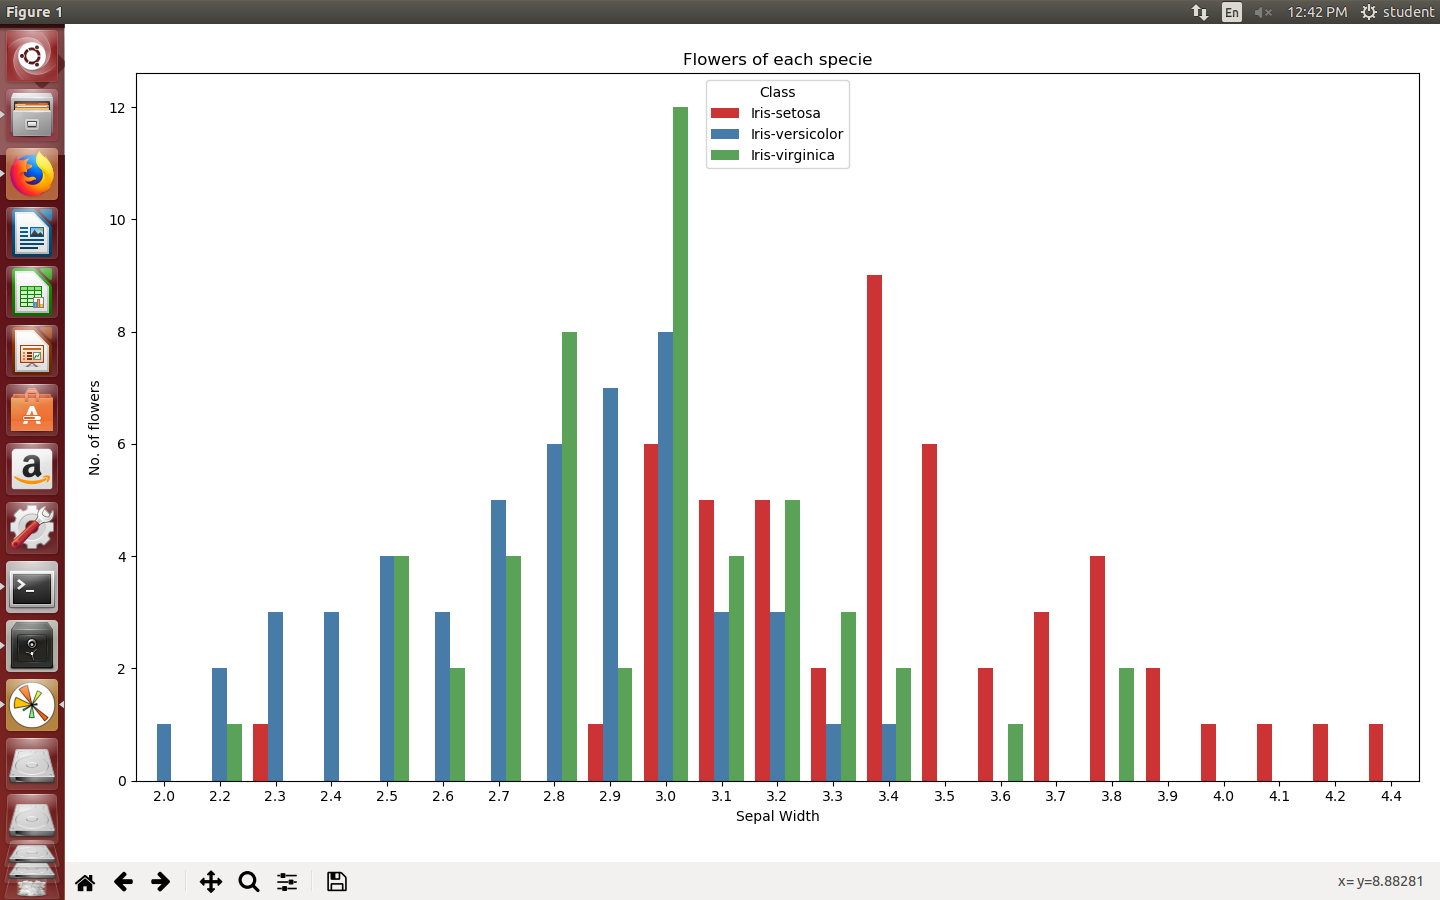 Figure 1
En
12:42 PM
student
Flowers of each specie
Class
Iris-setosa
Iris-versicolor
Iris-virginica
No. of flowers
12
10
8
6
4
2
0
2.0 2.2 2.3 2.4 2.5 2.6 2.7 2.8 2.9 3.0 3.1 3.2 3.3 3.4 3.5 3.6 3.7 3.8 3.9 4.0 4.1 4.2 4.4
Sepal Width
x= y=8.88281